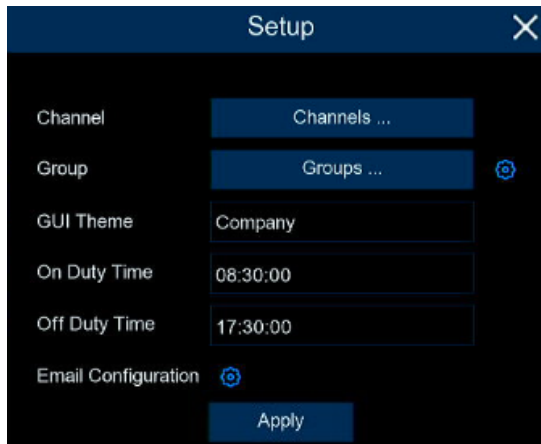 Setup
Channel Channels ...
Group Groups ...
GUI Theme Company
On Duty Time 08:30:00
Off Duty Time 17:30:00
Email Configuration
Apply